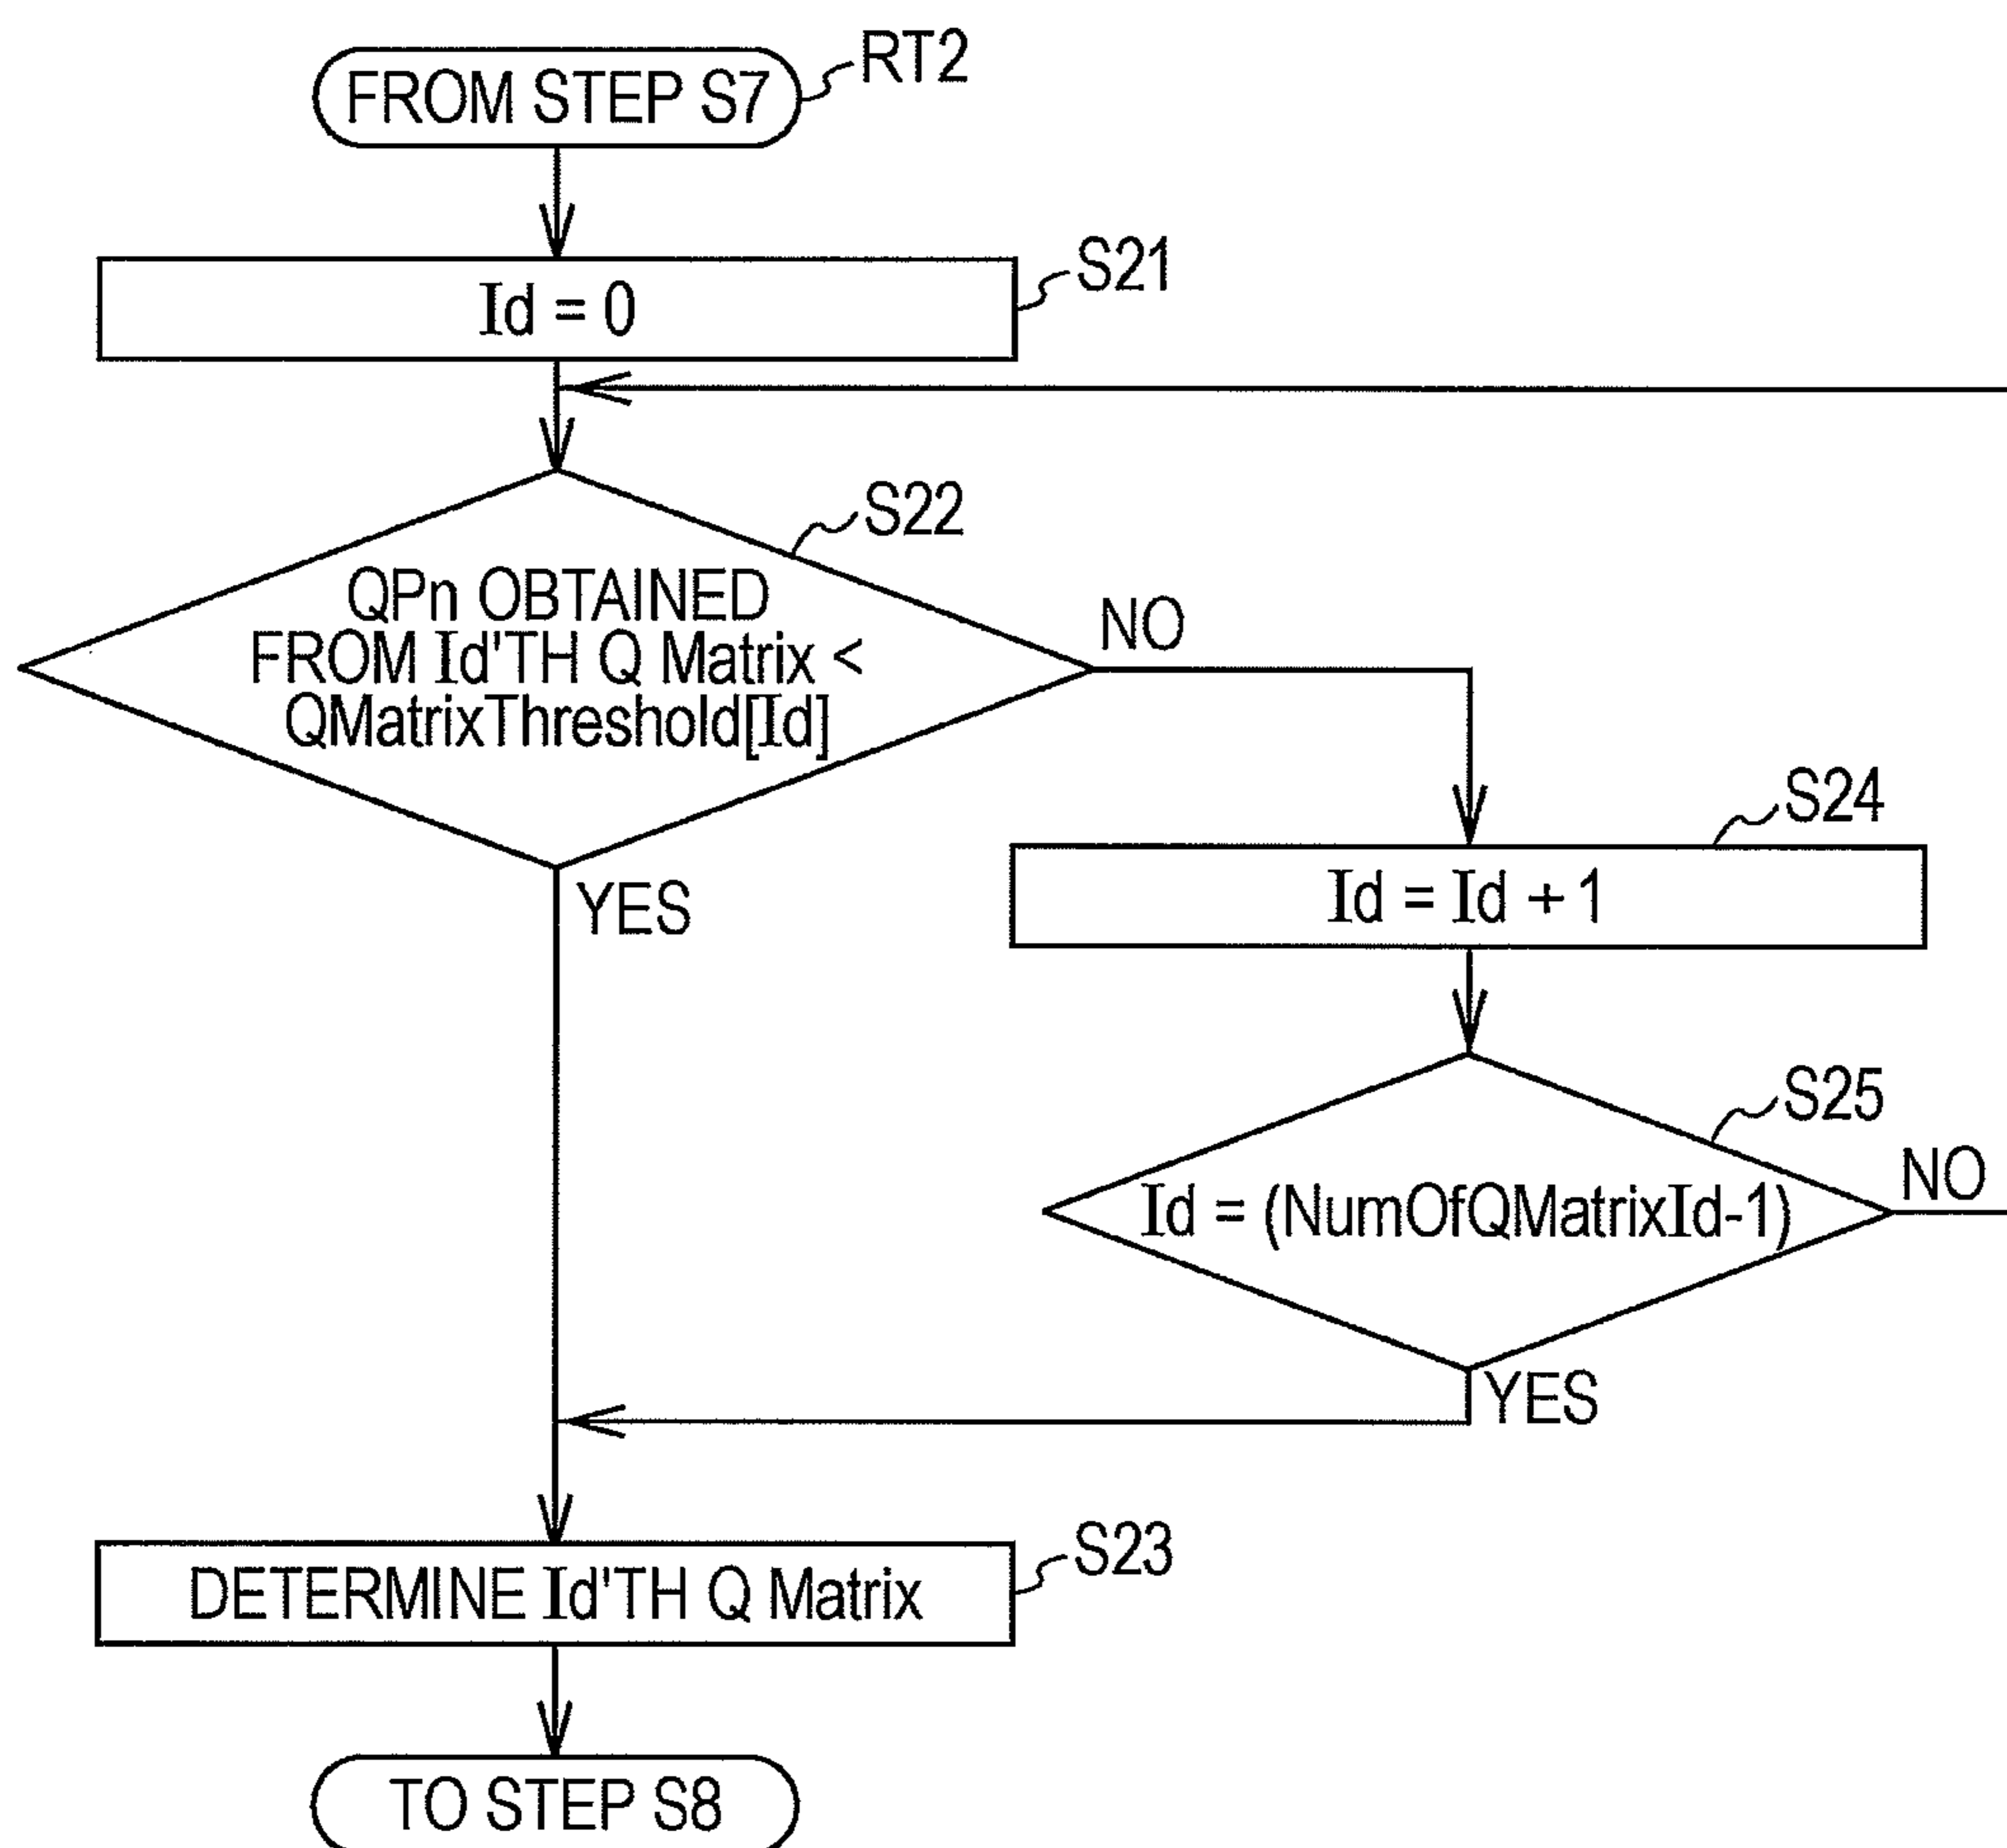 FROM STEP S7
RT2
Id = 0
S21
S22
QPn OBTAINED
FROM Id'TH Q Matrix <
QMatrixThreshold[Id]
NO
YES
S24
Id = Id + 1
S25
Id = (NumOfQMatrixId-1)
NO
YES
DETERMINE Id'TH Q Matrix
S23
TO STEP S8